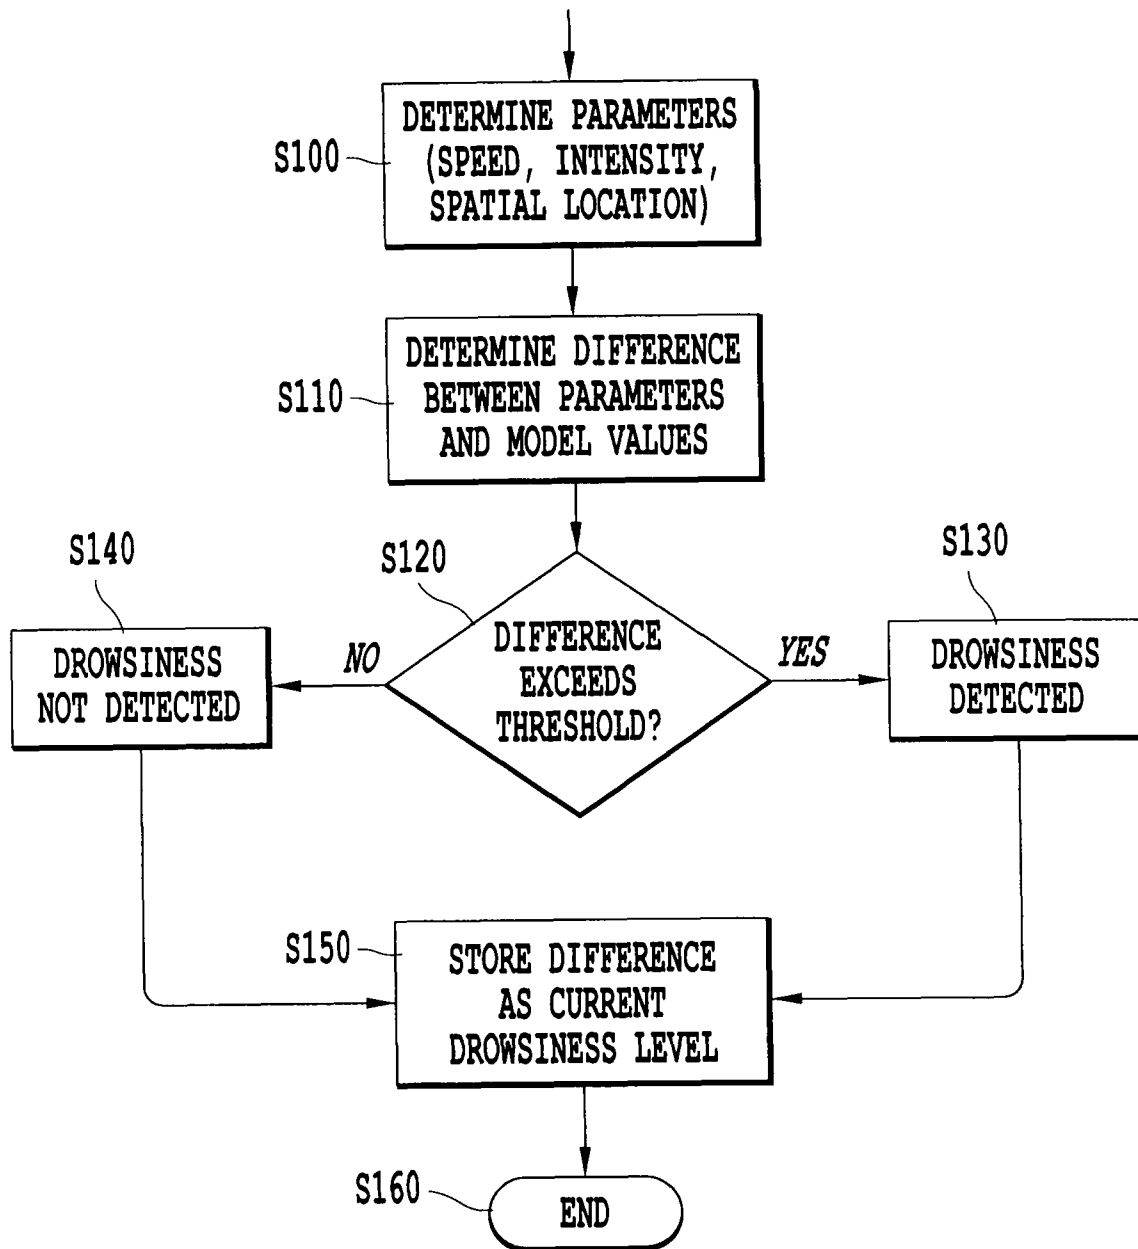 S100
DETERMINE PARAMETERS
(SPEED, INTENSITY,
SPATIAL LOCATION)
S110
DETERMINE DIFFERENCE
BETWEEN PARAMETERS
AND MODEL VALUES
S140
S120
S130
DROWSINESS
NOT DETECTED
NO
DIFFERENCE
EXCEEDS
THRESHOLD?
YES
DROWSINESS
DETECTED
S150
STORE DIFFERENCE
AS CURRENT
DROWSINESS LEVEL
S160
END